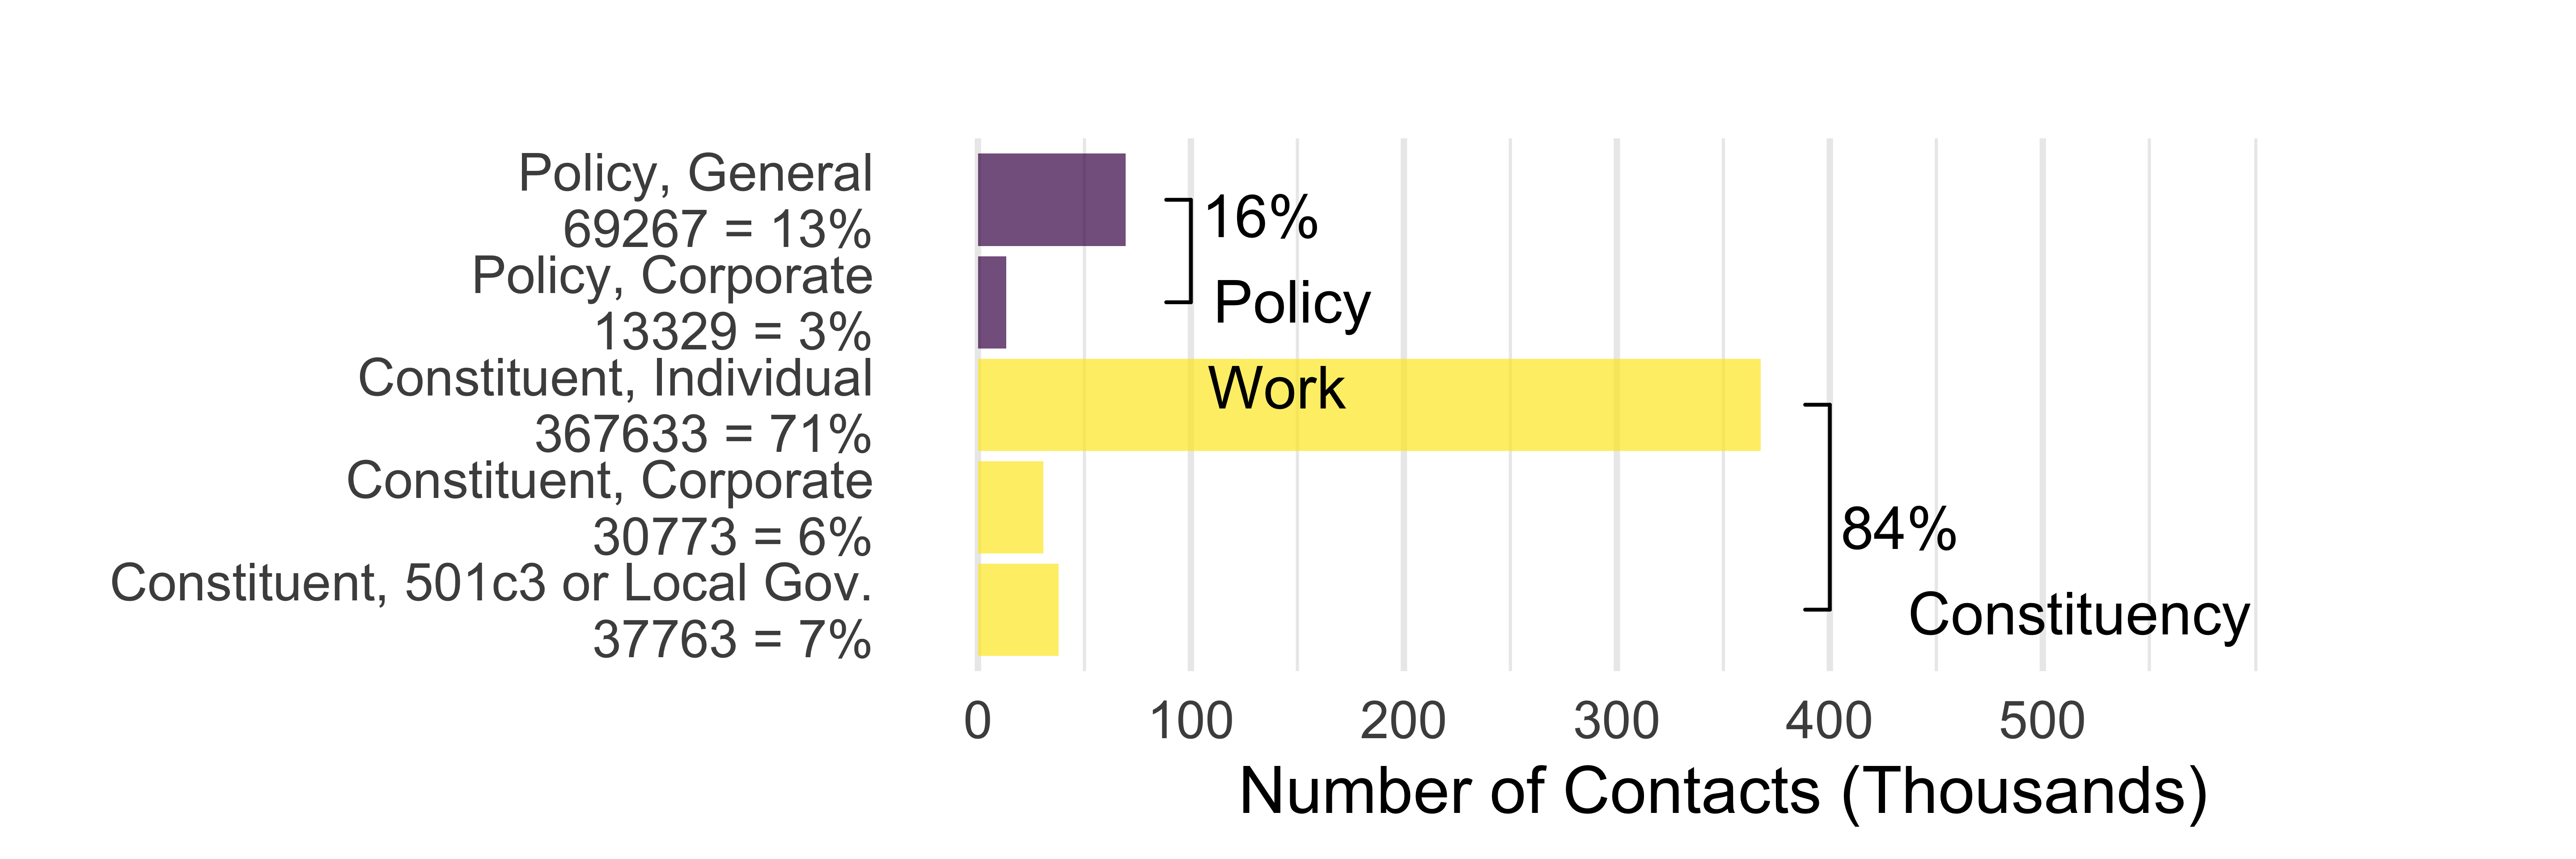 Policy, General
69267 = 13%
Policy, Corporate
13329 = 3%
Constituent, Individual
367633 = 71%
Constituent, Corporate
30773 = 6%
Constituent, 501c3 or Local Gov.
37763 = 7%
16%
Policy
Work
84%
Constituency
0 100 200 300 400 500
Number of Contacts (Thousands)